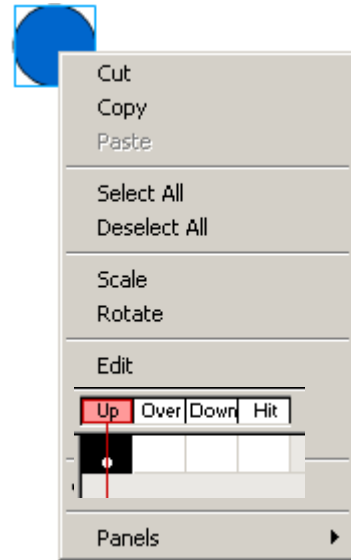 Cut
Copy
Paste
Select All
Deselect All
Scale
Rotate
Edit
Up Over Down Hit
Panels